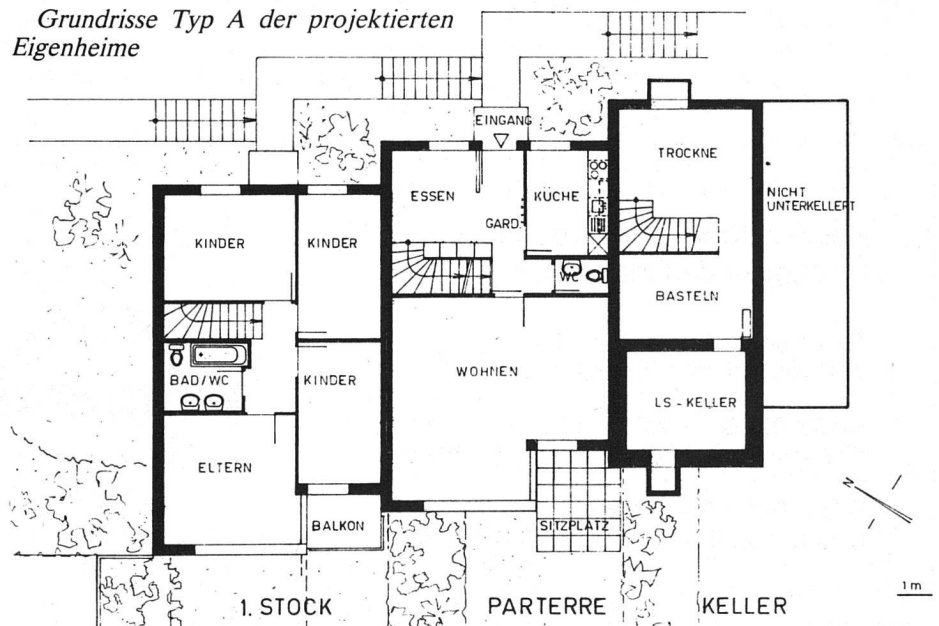 Grundrisse Typ A der projektierten
Eigenheime
EINGANG
TROCKNE
ESSEN
KÜCHE
NICHT
UNTERKELLERT
GARD.
KINDER
KINDER
WC
BASTELN
WOHNEN
BAD/WC
KINDER
LS-KELLER
ELTERN
N
BALKON
SITZPLATZ
1m
1. STOCK
PARTERRE
KELLER